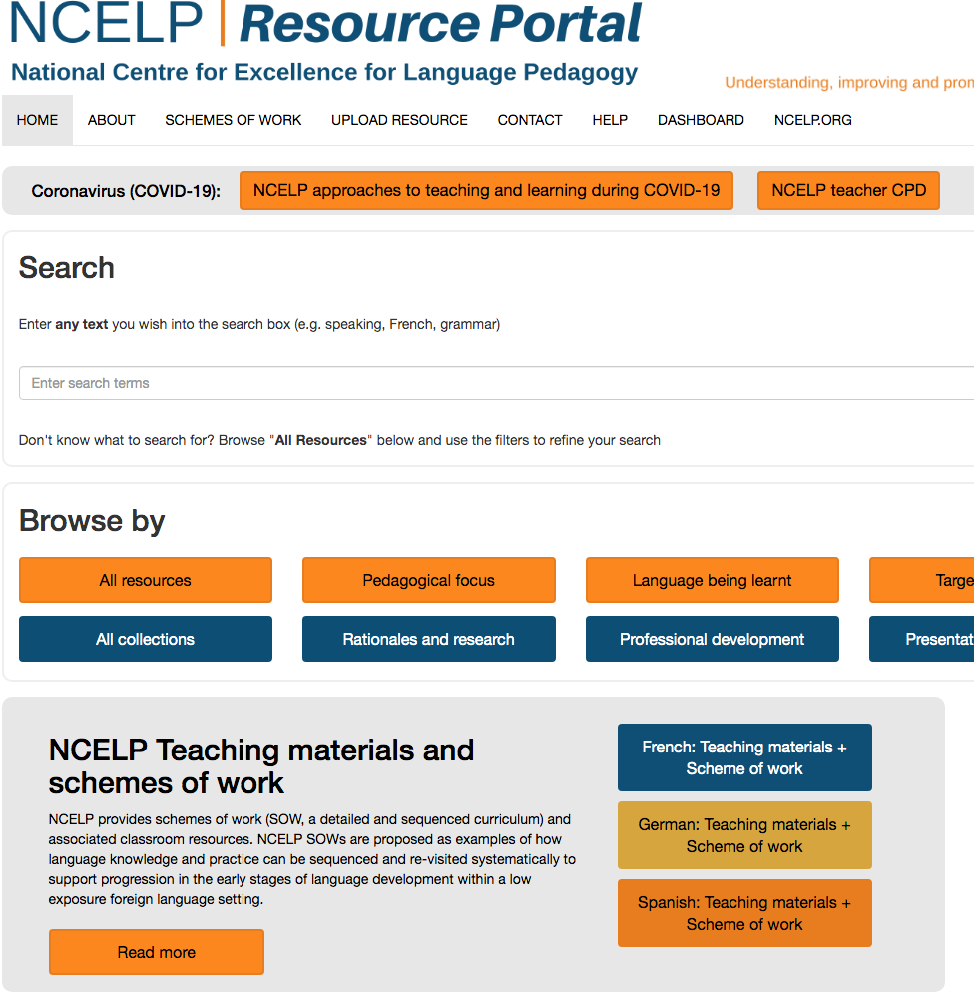 NCELP | Resource Portal
National Centre for Excellence for Language Pedagogy
Understanding, improving and
HOME ABOUT SCHEMES OF WORK UPLOAD RESOURCE CONTACT HELP DASHBOARD NCELP.ORG
Coronavirus (COVID-19): NCELP approaches to teaching and learning during COVID-19 NCELP teacher CPD
Search
Enter any text you wish into the search box (e.g. speaking, French, grammar)
Enter search terms
Don't know what to search for? Browse "All Resources" below and use the filters to refine your search
Browse by
All resources Pedagogical focus Language being learnt
All collections Rationales and research Professional development
NCELP Teaching materials and
schemes of work
NCELP provides schemes of work (SOW, a detailed and sequenced curriculum) and
associated classroom resources. NCELP SOWs are proposed as examples of how
language knowledge and practice can be sequenced and re-visited systematically to
support progression in the early stages of language development within a low
exposure foreign language setting.
Read more
French: Teaching materials +
Scheme of work
German: Teaching materials +
Scheme of work
Spanish: Teaching materials +
Scheme of work